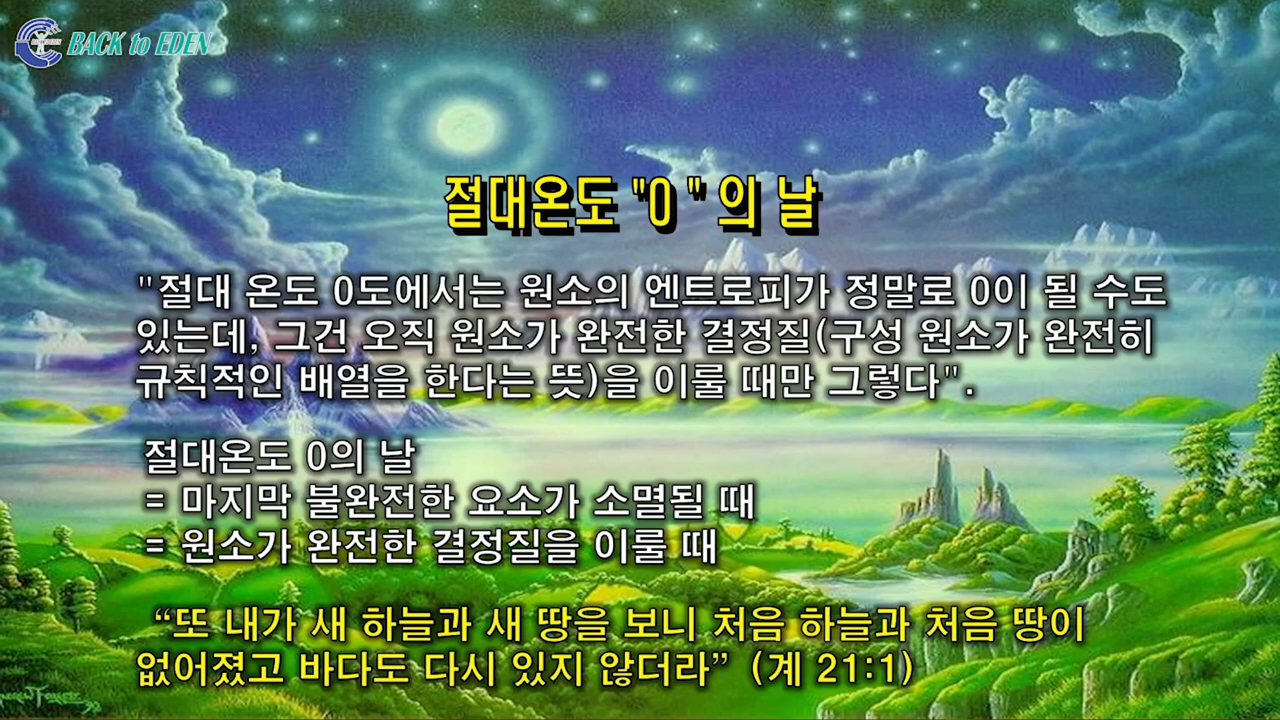 BACK to EDEN
절대온도 "0 " 의 날
"절대 온도 0도에서는 원소의 엔트로피가 정말로 0이 될 수도
있는데, 그건 오직 원소가 완전한 결정질(구성 원소가 완전히
규칙적인 배열을 한다는 뜻)을 이룰 때만 그렇다".
절대온도 0의 날
= 마지막 불완전한 요소가 소멸될 때
= 원소가 완전한 결정질을 이룰 때
“또 내가 새 하늘과 새 땅을 보니 처음 하늘과 처음 땅이
없어졌고 바다도 다시 있지 않더라” (계 21:1)